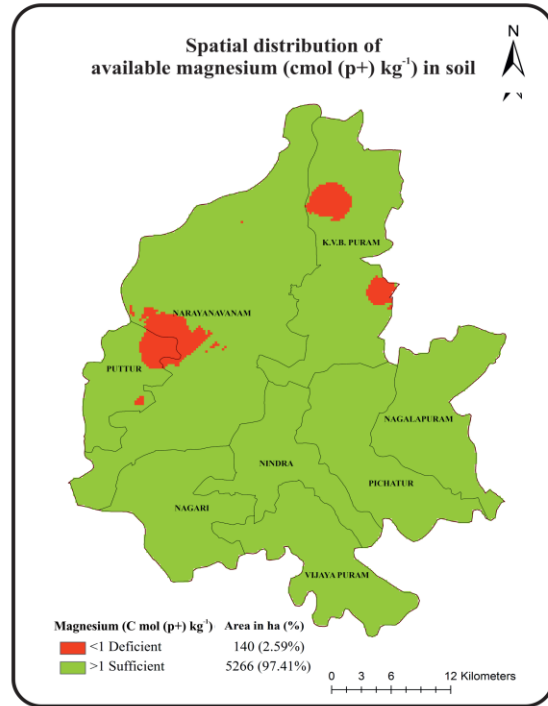 Spatial distribution of
available magnesium (cmol (p+) kg⁻¹) in soil
N
K.V.B. PURAM
NARAYANAVANAM
PUTTUR
NAGALAPURAM
NINDRA
PICHATUR
NAGARI
VIJAYA PURAM
Magnesium (C mol (p+) kg⁻¹) Area in ha (%)
<1 Deficient 140 (2.59%)
>1 Sufficient 5266 (97.41%)
0 3 6 12 Kilometers